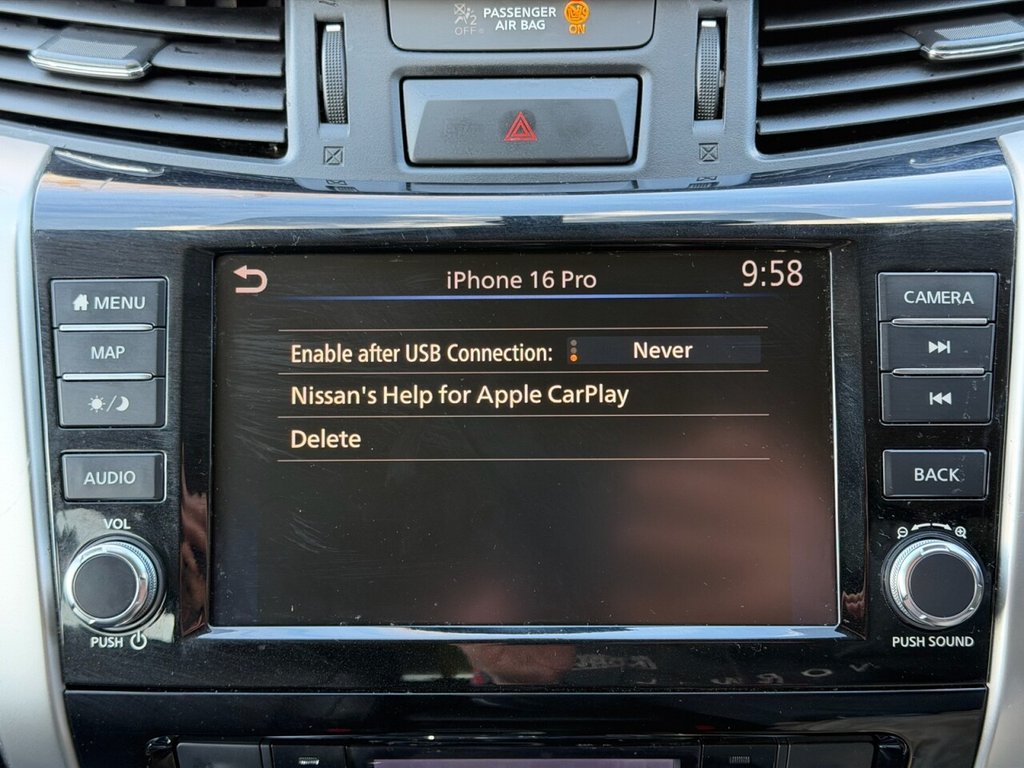 PASSENGER
AIR BAG
OFF
2
ON
iPhone 16 Pro
9:58
MENU
MAP
AUDIO
VOL
PUSH
Enable after USB Connection: Never
Nissan's Help for Apple CarPlay
Delete
CAMERA
BACK
PUSH SOUND